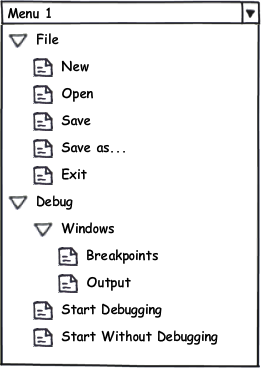 Menu 1
File
New
Open
Save
Save as...
Exit
Debug
Windows
Breakpoints
Output
Start Debugging
Start Without Debugging